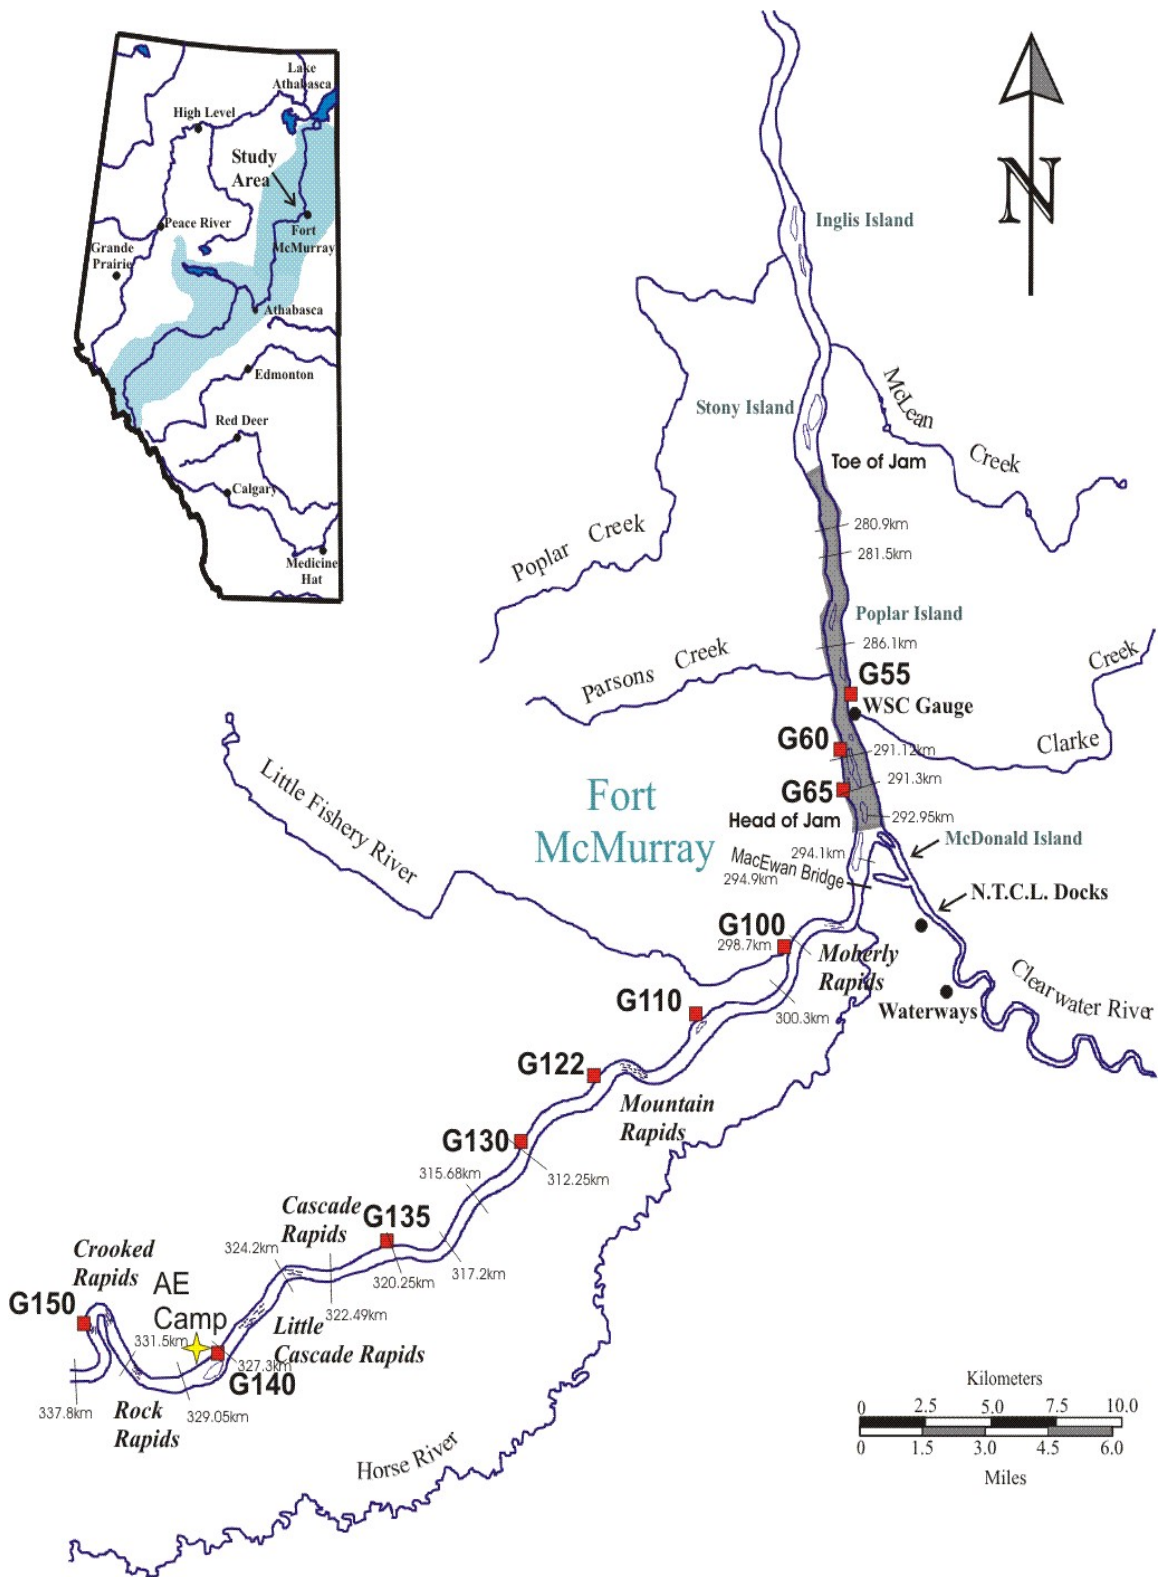 Lake
Athabasca
High Level
Study
Area
Peace River
Fort
McMurray
Grande
Prairie
Athabasca
Edmonton
Red Deer
Calgary
Medicine
Hat
N
Inglis Island
McLean
Creek
Stony Island
Toe of Jam
280.9km
281.5km
Poplar Creek
Poplar Island
286.1km
Parsons Creek
G55
WSC Gauge
Clarke
Creek
G60
291.12km
G65
291.3km
Head of Jam
292.95km
Fort
McMurray
Little Fishery River
McDonald Island
294.1km
MacEwan Bridge
294.9km
N.T.C.L. Docks
G100
298.7km
Moberly
Rapids
Clearwater River
Waterways
300.3km
G110
G122
Mountain
Rapids
G130
312.25km
315.68km
Cascade
Rapids
G135
317.2km
320.25km
324.2km
322.49km
Crooked
Rapids
AE
Camp
G150
331.5km
Little
Cascade Rapids
327.3km
G140
337.8km
329.05km
Rock
Rapids
Horse River
Kilometers
0 2.5 5.0 7.5 10.0
0 1.5 3.0 4.5 6.0
Miles